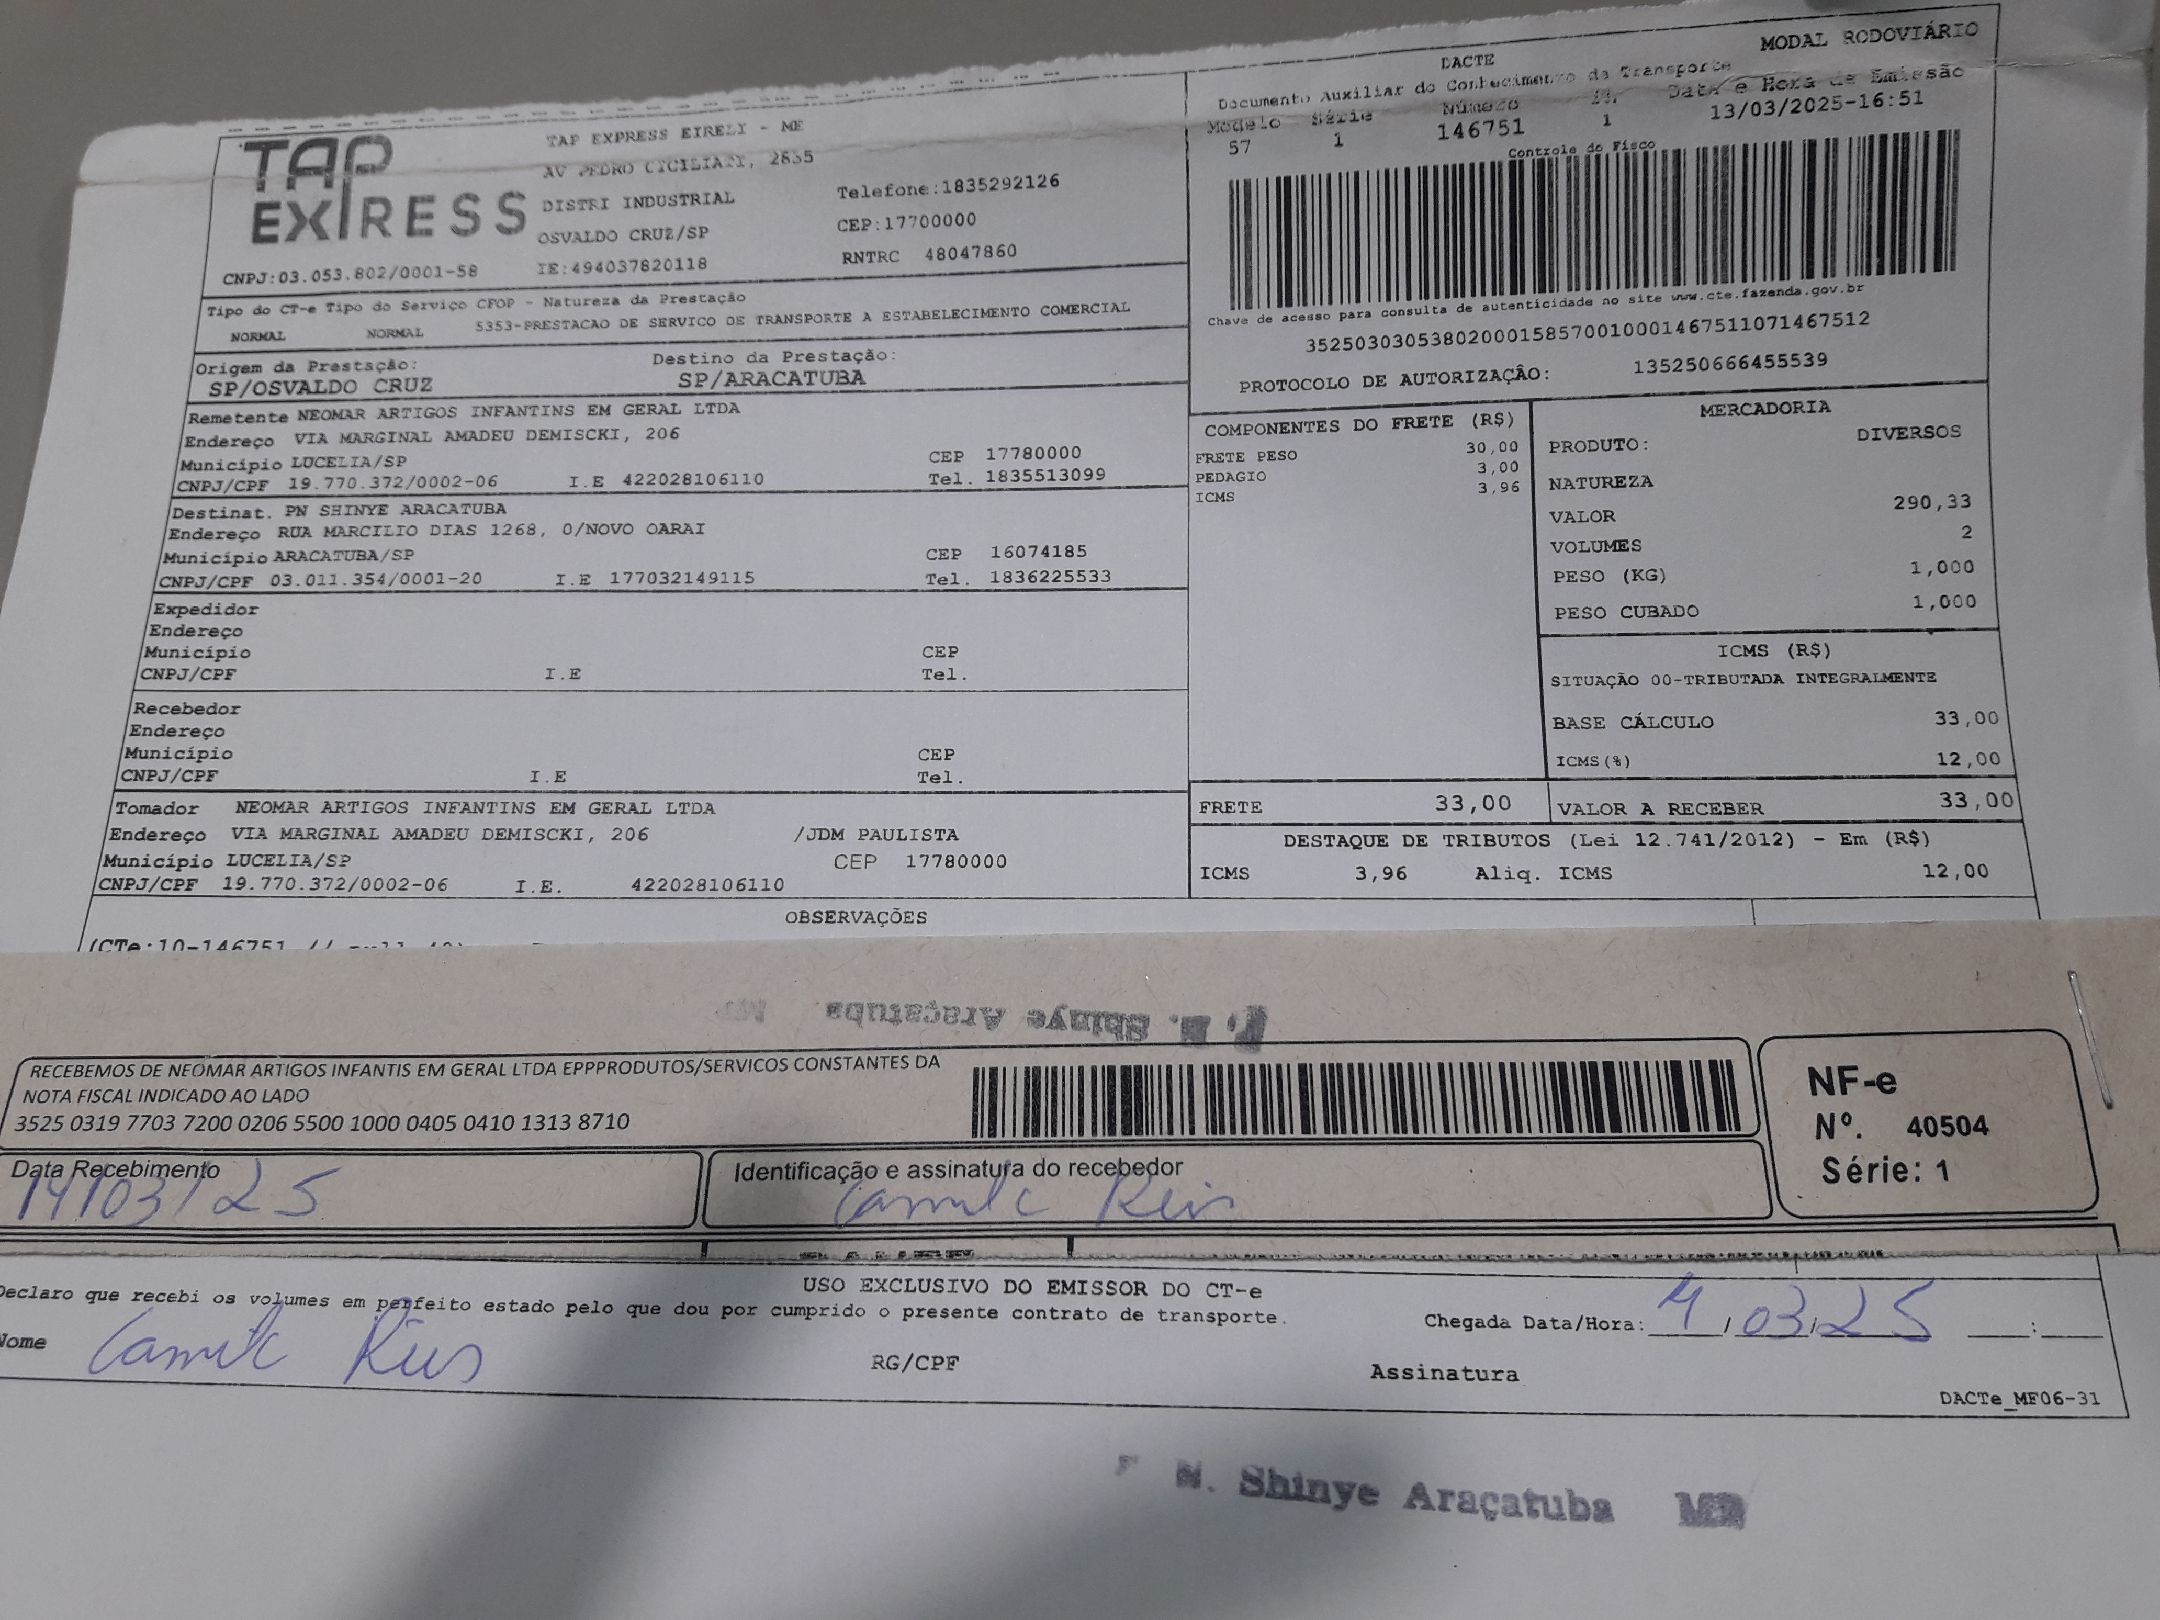 DACTE
MODAL RODOVIÁRIO
Documento Auxiliar do Conhecimento de Transporte
Modelo Série Número Data e Hora de Emissão
57 1 146751 1 13/03/2025-16:51
Controle do Fisco
TAP EXPRESS
TAP EXPRESS EIRELI - ME
AV PEDRO CICILIATI, 2835
DISTRI INDUSTRIAL
OSVALDO CRUZ/SP
Telefone:1835292126
CEP:17700000
RNTRC 48047860
CNPJ:03.053.802/0001-58 IE:494037820118
Chave de acesso para consulta de autenticidade no site www.cte.fazenda.gov.br
35250303053802000158570010001467511071467512
PROTOCOLO DE AUTORIZAÇÃO: 135250666455539
Tipo do CT-e Tipo do Serviço CFOP - Natureza da Prestação
NORMAL NORMAL 5353-PRESTACAO DE SERVICO DE TRANSPORTE A ESTABELECIMENTO COMERCIAL
Origem da Prestação: Destino da Prestação:
SP/OSVALDO CRUZ SP/ARACATUBA
Remetente NEOMAR ARTIGOS INFANTINS EM GERAL LTDA
Endereço VIA MARGINAL AMADEU DEMISCKI, 206
Município LUCELIA/SP CEP 17780000
CNPJ/CPF 19.770.372/0002-06 I.E 422028106110 Tel. 1835513099
Destinat. PN SHINYE ARACATUBA
Endereço RUA MARCILIO DIAS 1268, 0/NOVO OARAI
Município ARACATUBA/SP CEP 16074185
CNPJ/CPF 03.011.354/0001-20 I.E 177032149115 Tel. 1836225533
Expedidor
Endereço
Município CEP
CNPJ/CPF I.E Tel.
Recebedor
Endereço
Município CEP
CNPJ/CPF I.E Tel.
Tomador NEOMAR ARTIGOS INFANTINS EM GERAL LTDA
Endereço VIA MARGINAL AMADEU DEMISCKI, 206 /JDM PAULISTA
Município LUCELIA/SP CEP 17780000
CNPJ/CPF 19.770.372/0002-06 I.E. 422028106110
COMPONENTES DO FRETE (R$)
FRETE PESO 30,00
PEDAGIO 3,00
ICMS 3,96
MERCADORIA
PRODUTO: DIVERSOS
NATUREZA
VALOR 290,33
VOLUMES 2
PESO (KG) 1,000
PESO CUBADO 1,000
ICMS (R$)
SITUAÇÃO 00-TRIBUTADA INTEGRALMENTE
BASE CÁLCULO 33,00
ICMS(%) 12,00
FRETE 33,00 VALOR A RECEBER 33,00
DESTAQUE DE TRIBUTOS (Lei 12.741/2012) - Em (R$)
ICMS 3,96 Aliq. ICMS 12,00
OBSERVAÇÕES
(CTe:10-146751 //
P. N. Shinye Araçatuba ME
RECEBEMOS DE NEOMAR ARTIGOS INFANTIS EM GERAL LTDA EPPPRODUTOS/SERVICOS CONSTANTES DA
NOTA FISCAL INDICADO AO LADO
3525 0319 7703 7200 0206 5500 1000 0405 0410 1313 8710
NF-e
Nº. 40504
Série: 1
Data Recebimento
14/03/25
Identificação e assinatura do recebedor
Camila Reis
USO EXCLUSIVO DO EMISSOR DO CT-e
Declaro que recebi os volumes em perfeito estado pelo que dou por cumprido o presente contrato de transporte.
Chegada Data/Hora: 14/03/25 :
Nome Camila Reis RG/CPF Assinatura
DACTe_MF06-31
N. Shinye Araçatuba ME